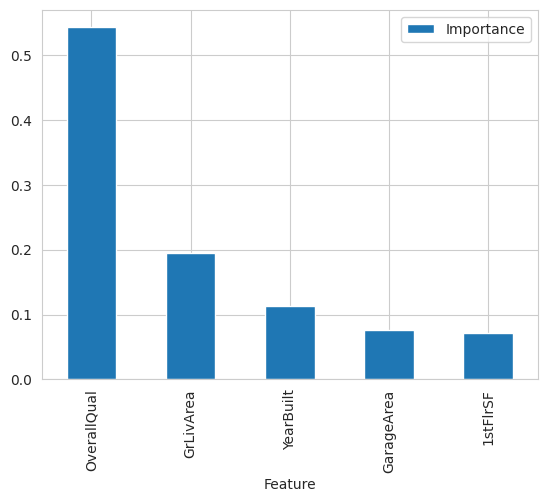 Importance
0.5
0.4
0.3
0.2
0.1
0.0
OverallQual
GrLivArea
YearBuilt
GarageArea
1stFlrSF
Feature